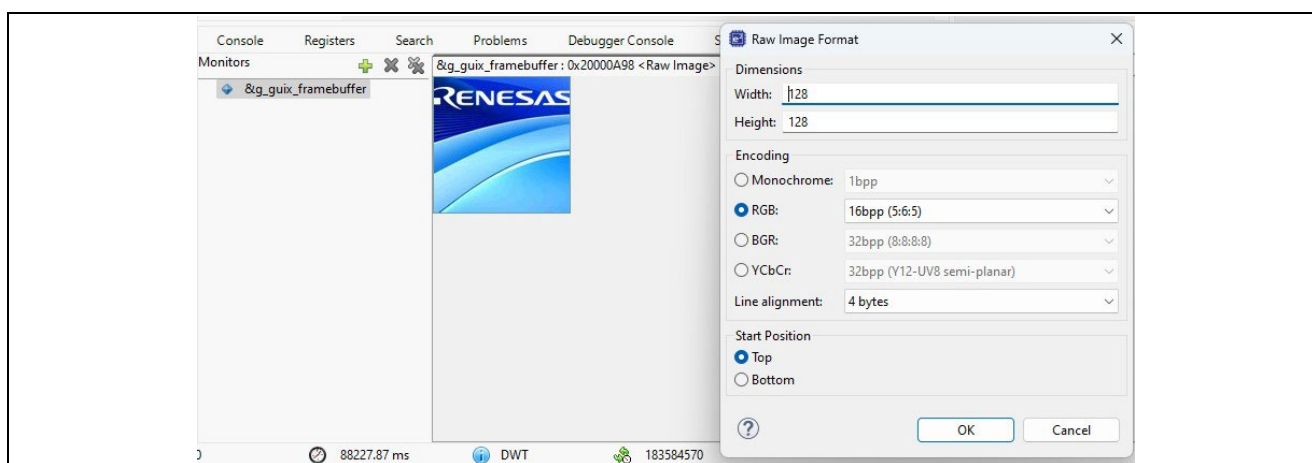 Console Registers Search Problems Debugger Console
Monitors
&g_guix_framebuffer
&g_guix_framebuffer : 0x20000A98 <Raw Image>
RENESAS
88227.87 ms DWT 183584570
Raw Image Format
Dimensions
Width: 128
Height: 128
Encoding
Monochrome: 1bpp
RGB: 16bpp (5:6:5)
BGR: 32bpp (8:8:8:8)
YCbCr: 32bpp (Y12-UV8 semi-planar)
Line alignment: 4 bytes
Start Position
Top
Bottom
OK Cancel